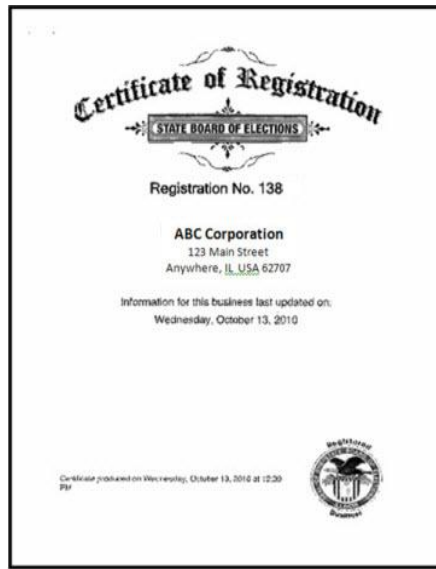 Certificate of Registration
STATE BOARD OF ELECTIONS
Registration No. 138
ABC Corporation
123 Main Street
Anywhere, IL USA 62707
Information for this business last updated on:
Wednesday, October 13, 2010
Certificate produced on Wednesday, October 13, 2010 at 12:30
PM
Registered
Business